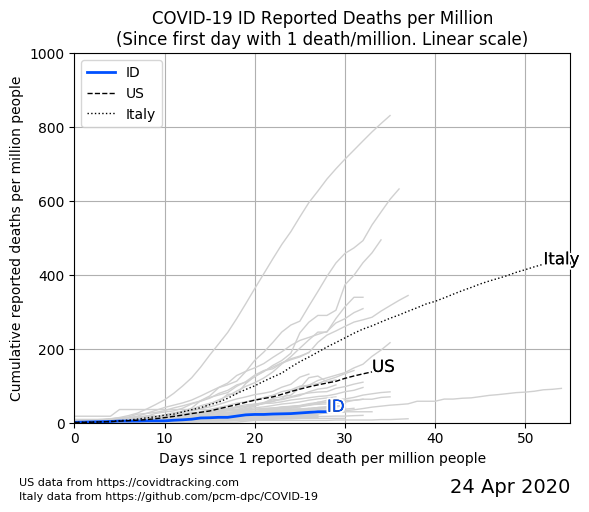 COVID-19 ID Reported Deaths per Million
(Since first day with 1 death/million. Linear scale)
Cumulative reported deaths per million people
1000
800
600
400
200
0
ID
US
Italy
Italy
US
ID
0
10
20
30
40
50
Days since 1 reported death per million people
US data from https://covidtracking.com
Italy data from https://github.com/pcm-dpc/COVID-19
24 Apr 2020